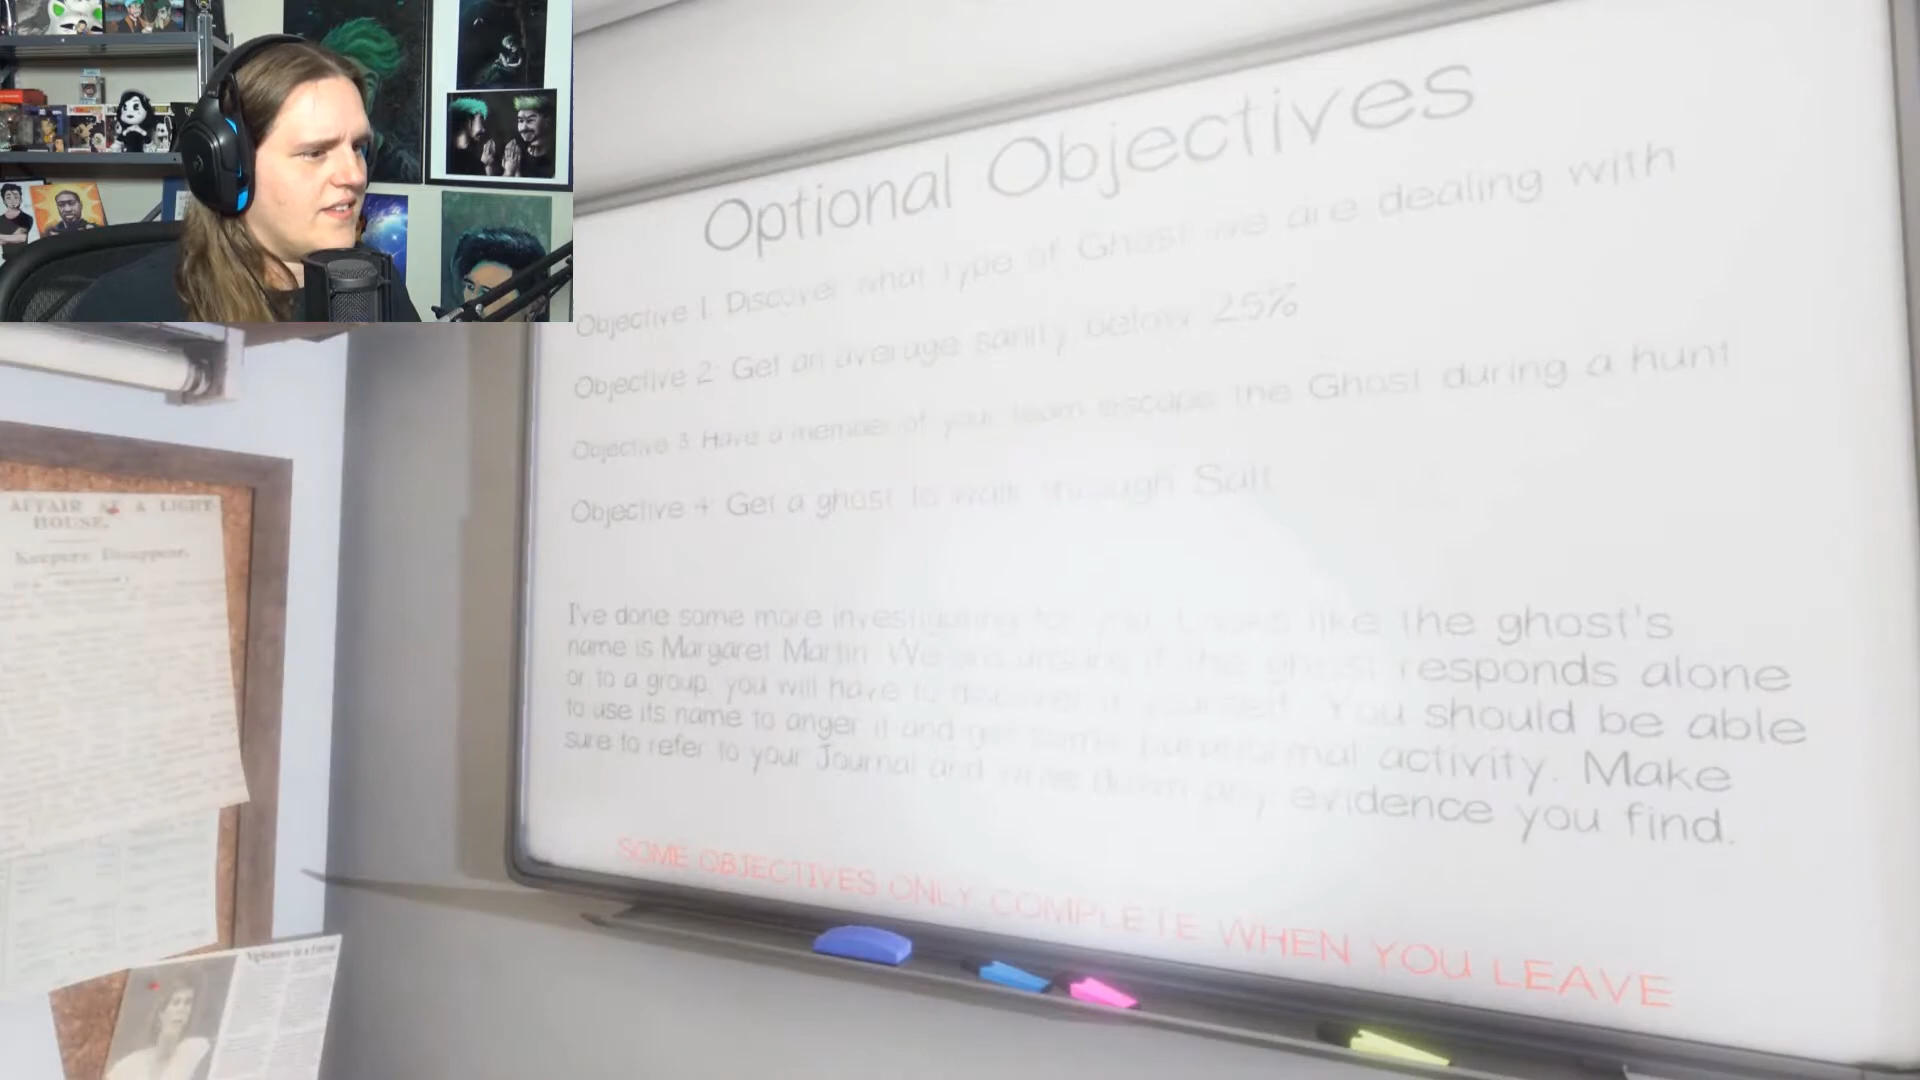 Optional Objectives
Objective 1: Discover what type of Ghost we are dealing with
Objective 2: Get an average sanity below 25%
Objective 3: Have a member of your team escape the Ghost during a hunt
Objective 4: Get a ghost to walk through Salt
I've done some more investigating for you. Looks like the ghost's
name is Margaret Martin. We are unsure if the ghost responds alone
or to a group, you will have to discover it yourself. You should be able
to use its name to anger it and get some paranormal activity. Make
sure to refer to your Journal and write down any evidence you find.
SOME OBJECTIVES ONLY COMPLETE WHEN YOU LEAVE
AFFAIR AT A LIGHT-
HOUSE.
Keepers Disappear.